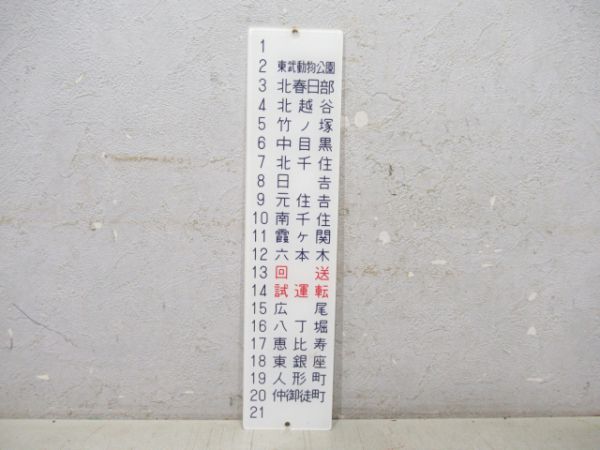 1
2 東武動物公園
3 北春日部
4 北越谷
5 竹ノ塚
6 中目黒
7 北千住
8 日吉
9 元住吉
10 南千住
11 霞ヶ関
12 六本木
13 回送
14 試運転
15 広尾
16 八丁堀
17 恵比寿
18 東銀座
19 人形町
20 仲御徒町
21